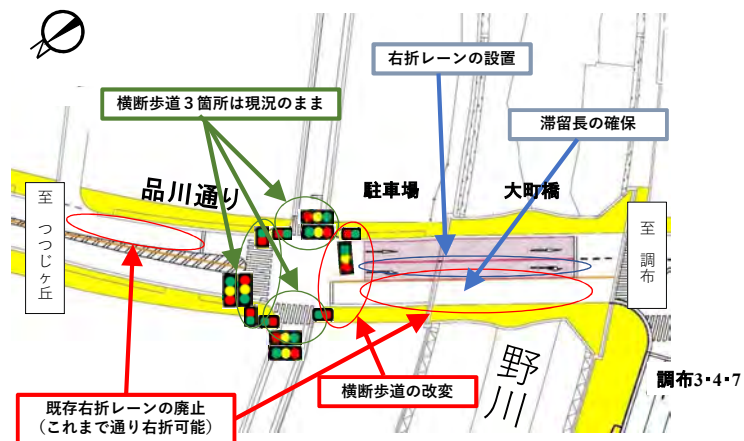 右折レーンの設置
横断歩道３箇所は現況のまま
滞留長の確保
品川通り
駐車場
大町橋
至 つつじヶ丘
至 調布
野川
調布3・4・7
横断歩道の改変
既存右折レーンの廃止
（これまで通り右折可能）